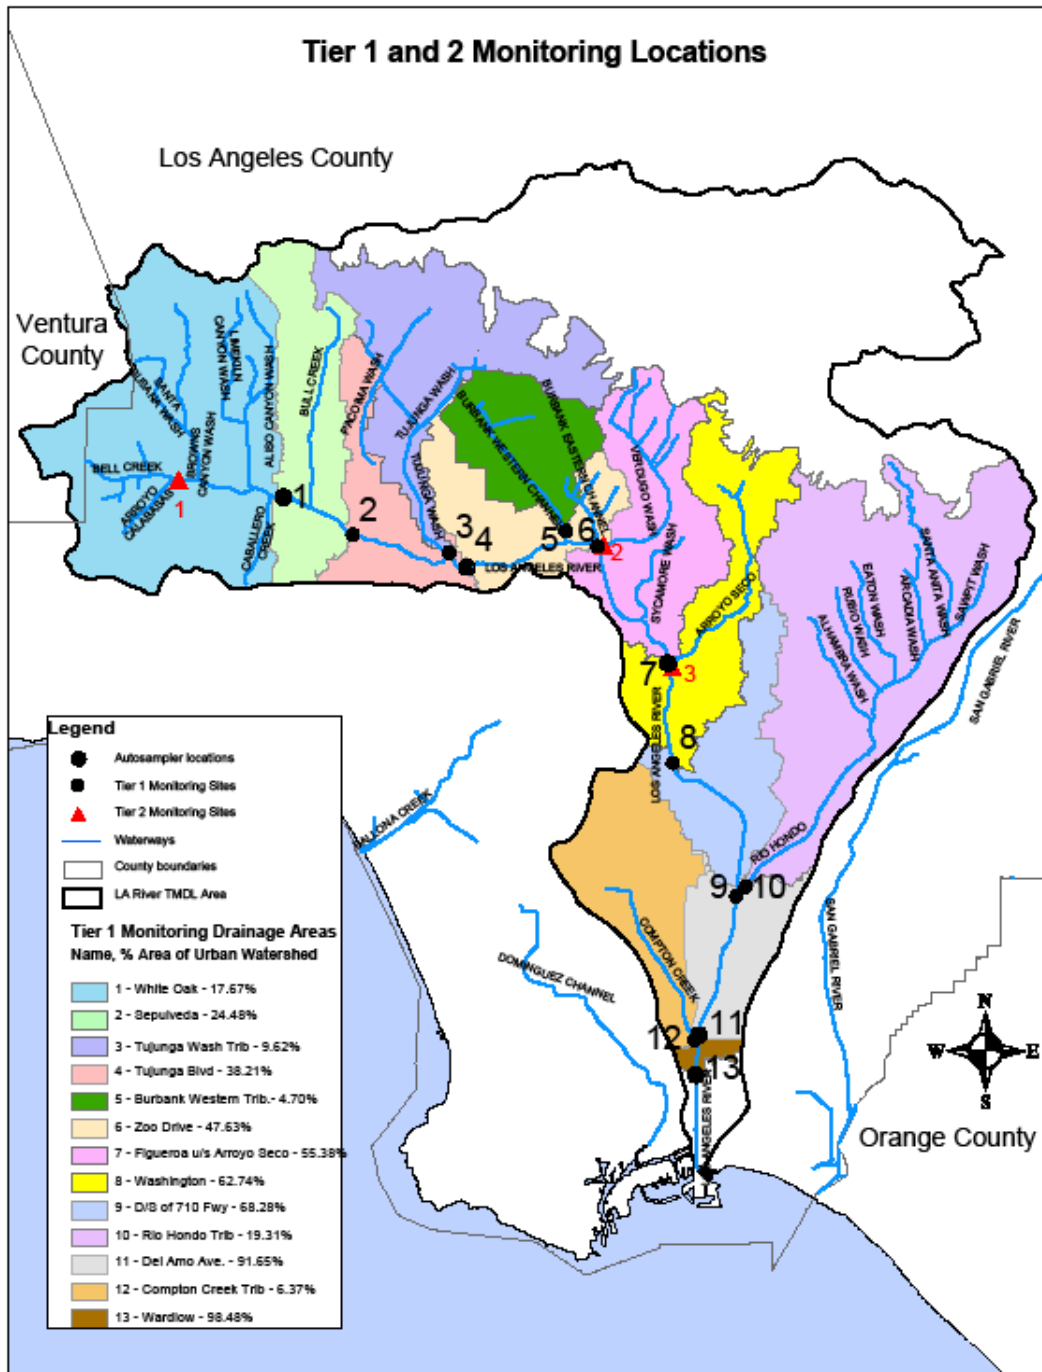 Tier 1 and 2 Monitoring Locations
Los Angeles County
Ventura
County
SANTA
SUSANA WASH
BROWNS
CANYON WASH
LIMEKILN
CANYON WASH
ALISO CANYON WASH
BULL CREEK
PACOIMA WASH
TUJUNGA WASH
TUJUNGA WASH
BURBANK WESTERN CHANNEL
BURBANK EASTERN CHANNEL
VERDUGO WASH
BELL CREEK
ARROYO
CALABASAS
CABALLERO
CREEK
1
1
2
3
4
5
6
2
LOS ANGELES RIVER
SYCAMORE WASH
ARROYO SECO
7
3
8
LOS ANGELES RIVER
ALHAMBRA WASH
RUBIO WASH
EATON WASH
ARCADIA WASH
SANTA ANITA WASH
SAWPIT WASH
SAN GABRIEL RIVER
RIO HONDO
9
10
SAN GABRIEL RIVER
BALLONA CREEK
COMPTON CREEK
DOMINGUEZ CHANNEL
12
11
13
ANGELES RIVER
N
W
E
S
Orange County
Legend
Autosampler locations
Tier 1 Monitoring Sites
Tier 2 Monitoring Sites
Waterways
County boundaries
LA River TMDL Area
Tier 1 Monitoring Drainage Areas
Name, % Area of Urban Watershed
1 - White Oak - 17.67%
2 - Sepulveda - 24.48%
3 - Tujunga Wash Trib - 9.62%
4 - Tujunga Blvd - 38.21%
5 - Burbank Western Trib.- 4.70%
6 - Zoo Drive - 47.63%
7 - Figueroa u/s Arroyo Seco - 55.38%
8 - Washington - 62.74%
9 - D/S of 710 Fwy - 68.28%
10 - Rio Hondo Trib - 19.31%
11 - Del Amo Ave. - 91.65%
12 - Compton Creek Trib - 6.37%
13 - Wardlow - 98.48%